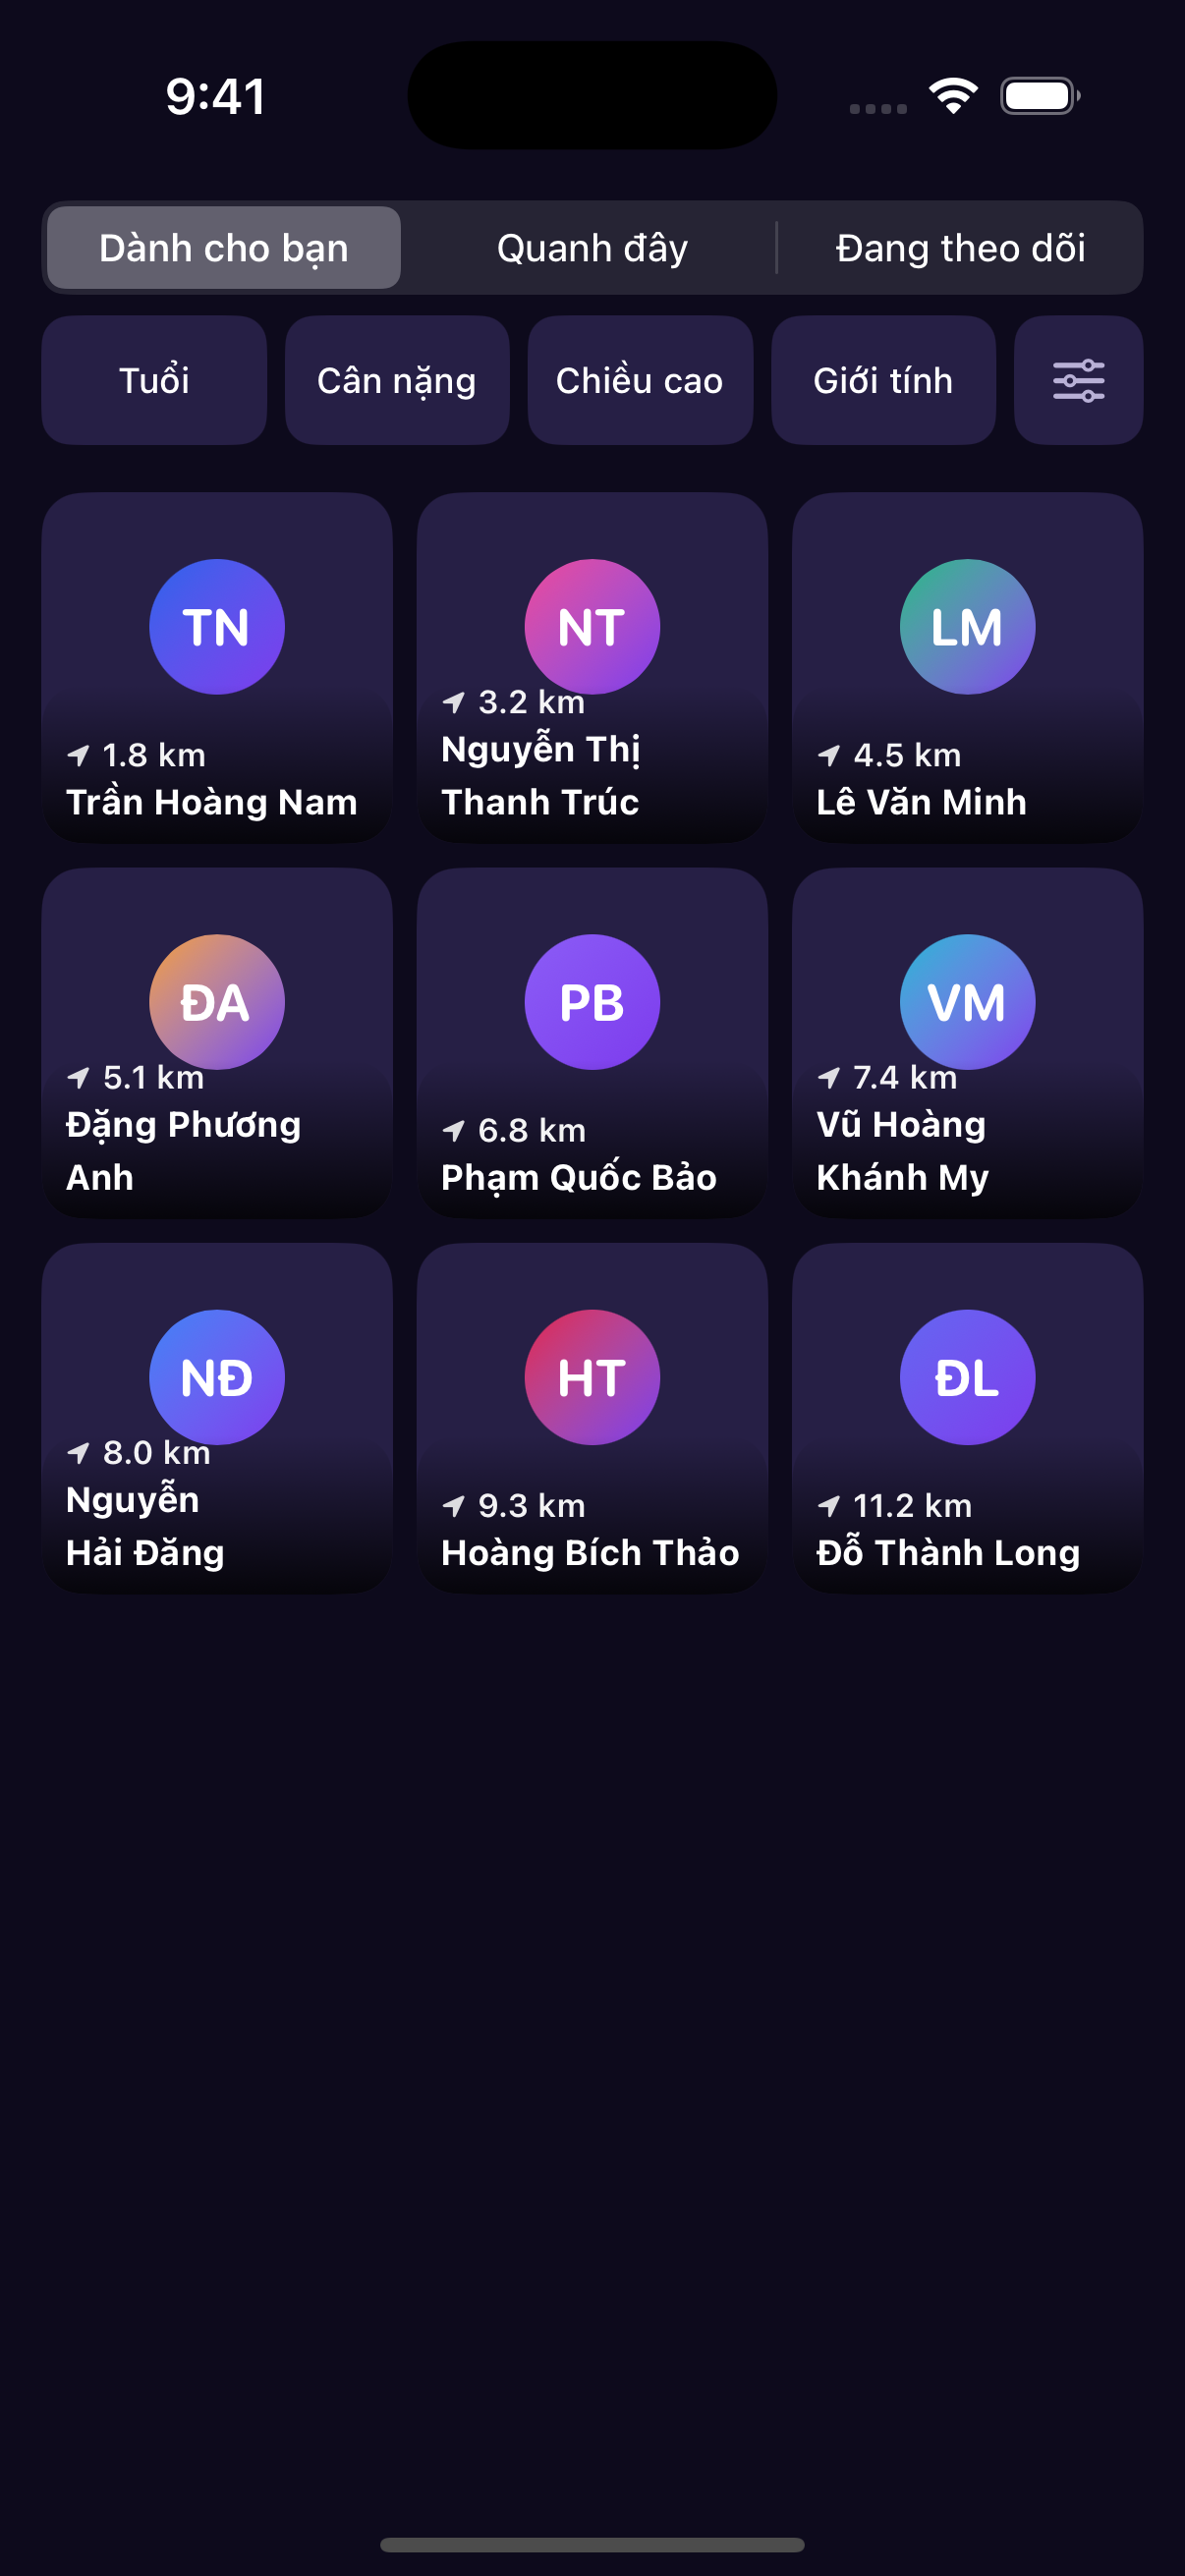 9:41
Dành cho bạn
Quanh đây
Đang theo dõi
Tuổi
Cân nặng
Chiều cao
Giới tính
TN
1.8 km
Trần Hoàng Nam
NT
3.2 km
Nguyễn Thị
Thanh Trúc
LM
4.5 km
Lê Văn Minh
ĐA
5.1 km
Đặng Phương
Anh
PB
6.8 km
Phạm Quốc Bảo
VM
7.4 km
Vũ Hoàng
Khánh My
NĐ
8.0 km
Nguyễn
Hải Đăng
HT
9.3 km
Hoàng Bích Thảo
ĐL
11.2 km
Đỗ Thành Long